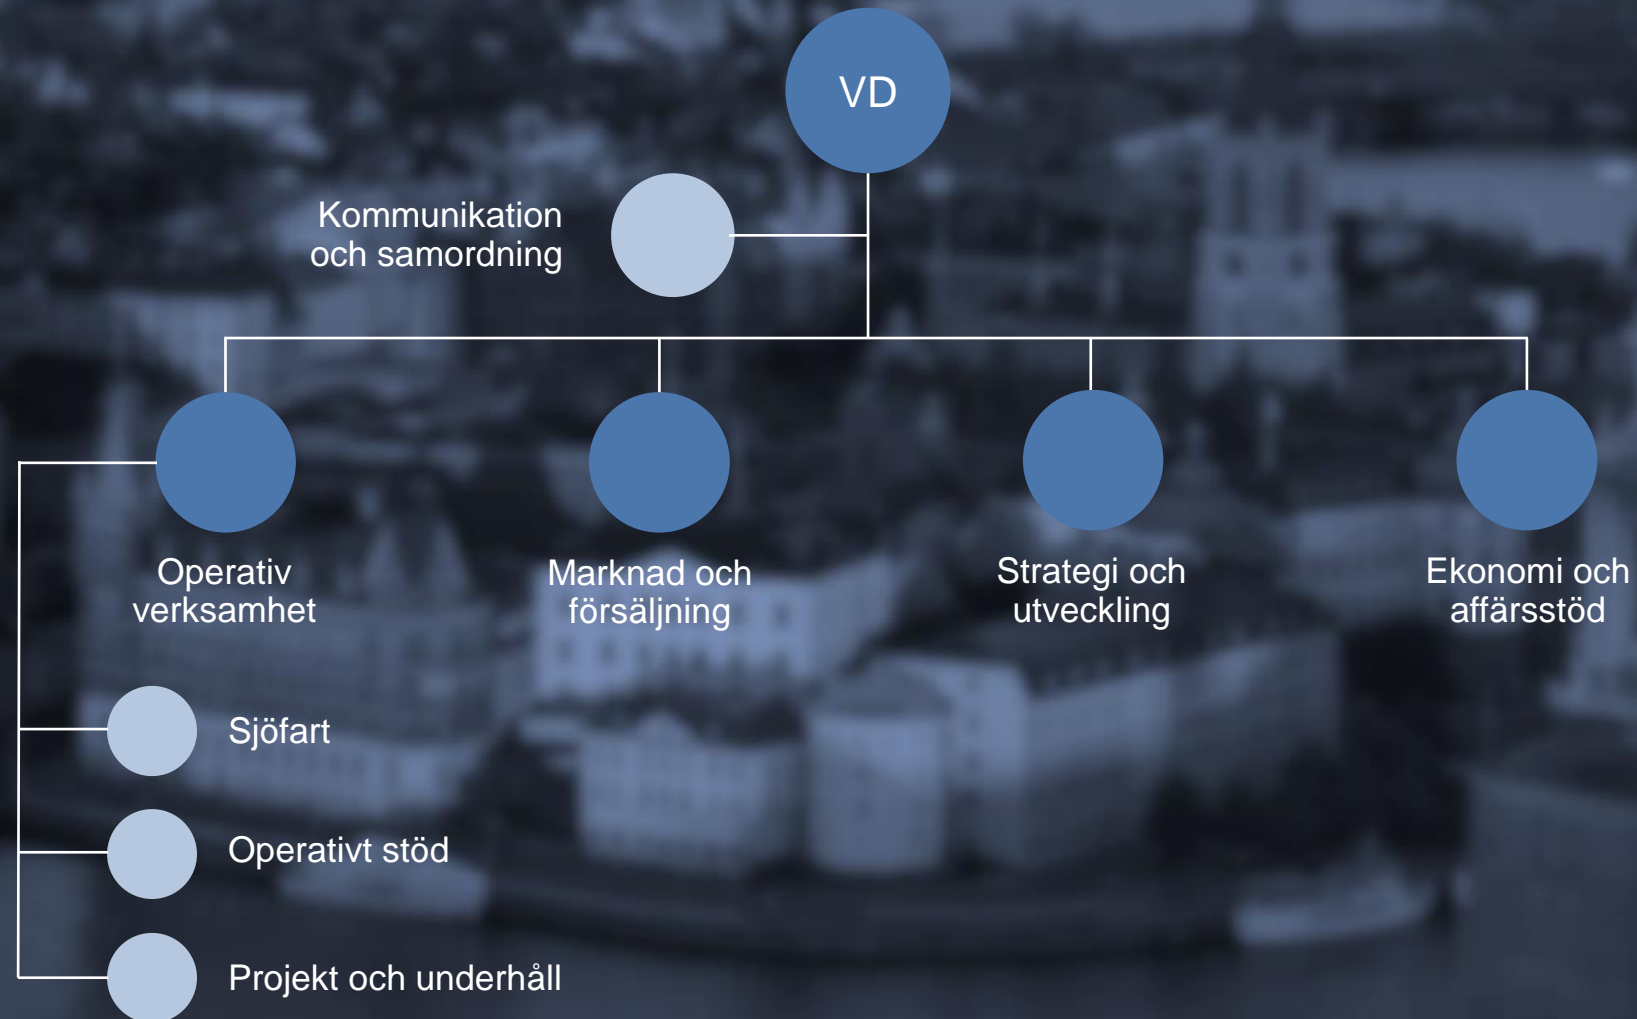 VD
Kommunikation
och samordning
Operativ
verksamhet
Marknad och
försäljning
Strategi och
utveckling
Ekonomi och
affärsstöd
Sjöfart
Operativt stöd
Projekt och underhåll